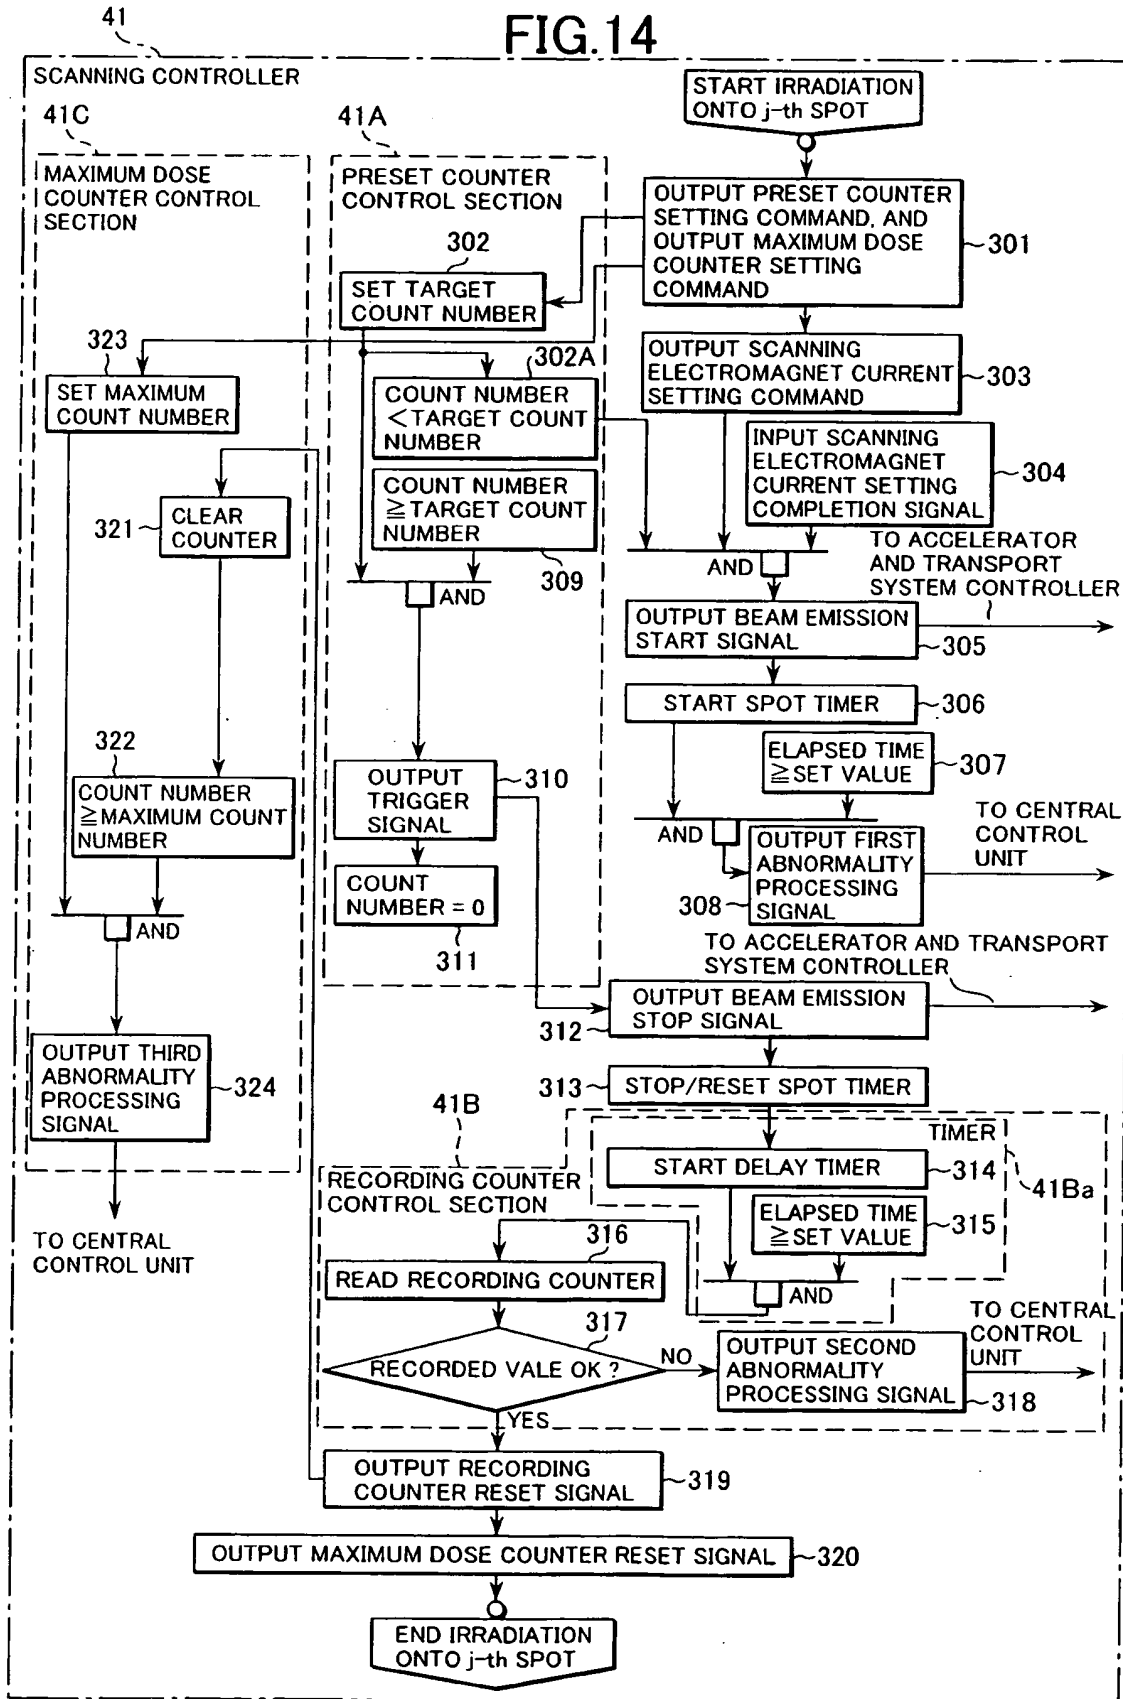 FIG.14
41
SCANNING CONTROLLER
START IRRADIATION
ONTO j-th SPOT
41C
41A
MAXIMUM DOSE
COUNTER CONTROL
SECTION
PRESET COUNTER
CONTROL SECTION
OUTPUT PRESET COUNTER
SETTING COMMAND, AND
OUTPUT MAXIMUM DOSE
COUNTER SETTING
COMMAND
301
302
SET TARGET
COUNT NUMBER
323
SET MAXIMUM
COUNT NUMBER
302A
COUNT NUMBER
<TARGET COUNT
NUMBER
OUTPUT SCANNING
ELECTROMAGNET CURRENT
SETTING COMMAND
303
INPUT SCANNING
ELECTROMAGNET
CURRENT SETTING
COMPLETION SIGNAL
304
321
CLEAR
COUNTER
COUNT NUMBER
≧TARGET COUNT
NUMBER
309
AND
AND
TO ACCELERATOR
AND TRANSPORT
SYSTEM CONTROLLER
OUTPUT BEAM EMISSION
START SIGNAL
305
START SPOT TIMER
306
322
COUNT NUMBER
≧MAXIMUM COUNT
NUMBER
OUTPUT
TRIGGER
SIGNAL
310
ELAPSED TIME
≧SET VALUE
307
AND
TO CENTRAL
CONTROL
UNIT
OUTPUT FIRST
ABNORMALITY
PROCESSING
SIGNAL
308
COUNT
NUMBER = 0
311
AND
TO ACCELERATOR AND TRANSPORT
SYSTEM CONTROLLER
OUTPUT BEAM EMISSION
STOP SIGNAL
312
OUTPUT THIRD
ABNORMALITY
PROCESSING
SIGNAL
324
313
STOP/RESET SPOT TIMER
41B
TIMER
RECORDING COUNTER
CONTROL SECTION
START DELAY TIMER
314
41Ba
ELAPSED TIME
≧SET VALUE
315
TO CENTRAL
CONTROL UNIT
316
READ RECORDING COUNTER
AND
317
RECORDED VALE OK ?
NO
OUTPUT SECOND
ABNORMALITY
PROCESSING SIGNAL
318
TO CENTRAL
CONTROL
UNIT
YES
OUTPUT RECORDING
COUNTER RESET SIGNAL
319
OUTPUT MAXIMUM DOSE COUNTER RESET SIGNAL
320
END IRRADIATION
ONTO j-th SPOT